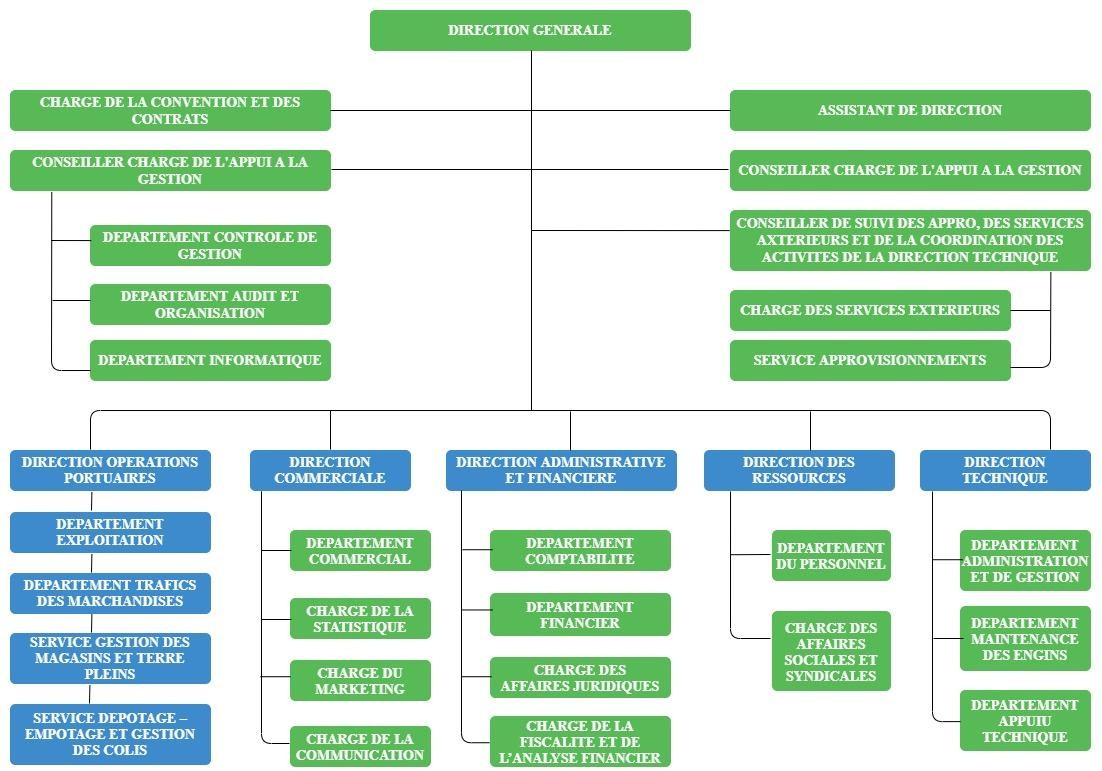 DIRECTION GENERALE
CHARGE DE LA CONVENTION ET DES
CONTRATS
ASSISTANT DE DIRECTION
CONSEILLER CHARGE DE L'APPUI A LA
GESTION
CONSEILLER CHARGE DE L'APPUI A LA GESTION
DEPARTEMENT CONTROLE DE
GESTION
DEPARTEMENT AUDIT ET
ORGANISATION
DEPARTEMENT INFORMATIQUE
CONSEILLER DE SUIVI DES APPRO, DES SERVICES
AXTERIEURS ET DE LA COORDINATION DES
ACTIVITES DE LA DIRECTION TECHNIQUE
CHARGE DES SERVICES EXTERIEURS
SERVICE APPROVISIONNEMENTS
DIRECTION OPERATIONS
PORTUAIRES
DEPARTEMENT
EXPLOITATION
DEPARTEMENT TRAFICS
DES MARCHANDISES
SERVICE GESTION DES
MAGASINS ET TERRE
PLEINS
SERVICE DEPOTAGE –
EMPOTAGE ET GESTION
DES COLIS
DIRECTION
COMMERCIALE
DEPARTEMENT
COMMERCIAL
CHARGE DE LA
STATISTIQUE
CHARGE DU
MARKETING
CHARGE DE LA
COMMUNICATION
DIRECTION ADMINISTRATIVE
ET FINANCIERE
DEPARTEMENT
COMPTABILITE
DEPARTEMENT
FINANCIER
CHARGE DES
AFFAIRES JURIDIQUES
CHARGE DE LA
FISCALITE ET DE
L’ANALYSE FINANCIER
DIRECTION DES
RESSOURCES
DEPARTEMENT
DU PERSONNEL
CHARGE DES
AFFAIRES
SOCIALES ET
SYNDICALES
DIRECTION
TECHNIQUE
DEPARTEMENT
ADMINISTRATION
ET DE GESTION
DEPARTEMENT
MAINTENANCE
DES ENGINS
DEPARTEMENT
APPUIU
TECHNIQUE